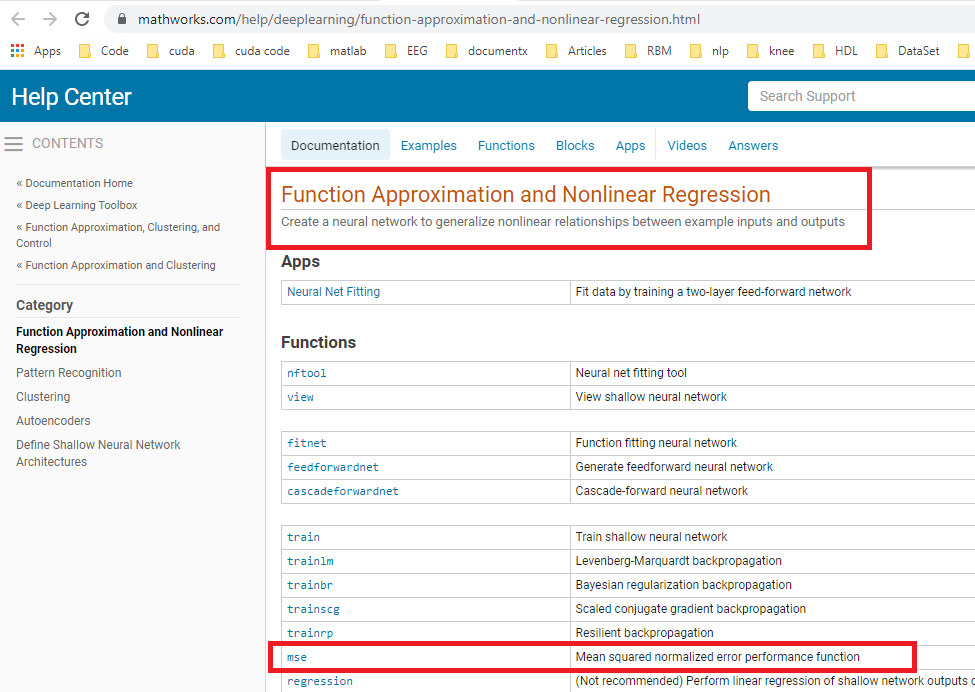 mathworks.com/help/deeplearning/function-approximation-and-nonlinear-regression.html
Apps Code cuda cuda code matlab EEG documentx Articles RBM nlp knee HDL DataSet
Help Center
Search Support
CONTENTS
« Documentation Home
« Deep Learning Toolbox
« Function Approximation, Clustering, and
Control
« Function Approximation and Clustering
Category
Function Approximation and Nonlinear
Regression
Pattern Recognition
Clustering
Autoencoders
Define Shallow Neural Network
Architectures
Documentation Examples Functions Blocks Apps Videos Answers
Function Approximation and Nonlinear Regression
Create a neural network to generalize nonlinear relationships between example inputs and outputs
Apps
Neural Net Fitting Fit data by training a two-layer feed-forward network
Functions
nftool Neural net fitting tool
view View shallow neural network
fitnet Function fitting neural network
feedforwardnet Generate feedforward neural network
cascadeforwardnet Cascade-forward neural network
train Train shallow neural network
trainlm Levenberg-Marquardt backpropagation
trainbr Bayesian regularization backpropagation
trainscg Scaled conjugate gradient backpropagation
trainrp Resilient backpropagation
mse Mean squared normalized error performance function
regression (Not recommended) Perform linear regression of shallow network outputs